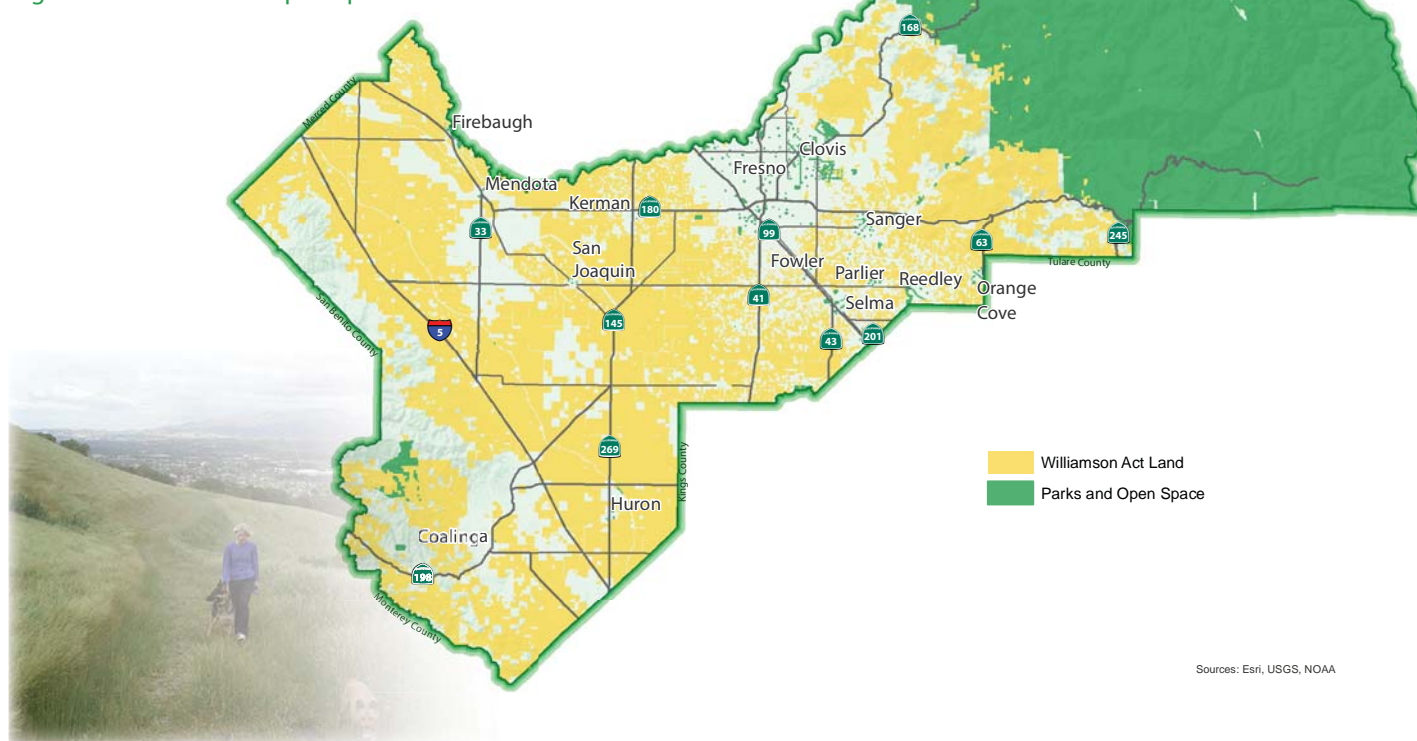 168
Merced County
Firebaugh
Clovis
Fresno
Mendota
Kerman
180
Sanger
33
99
63
245
San
Joaquin
Fowler
Tulare County
Parlier
Reedley
Orange
Cove
41
Selma
San Benito County
5
145
43
201
269
Kings County
Williamson Act Land
Parks and Open Space
Huron
Coalinga
198
Monterey County
Sources: Esri, USGS, NOAA